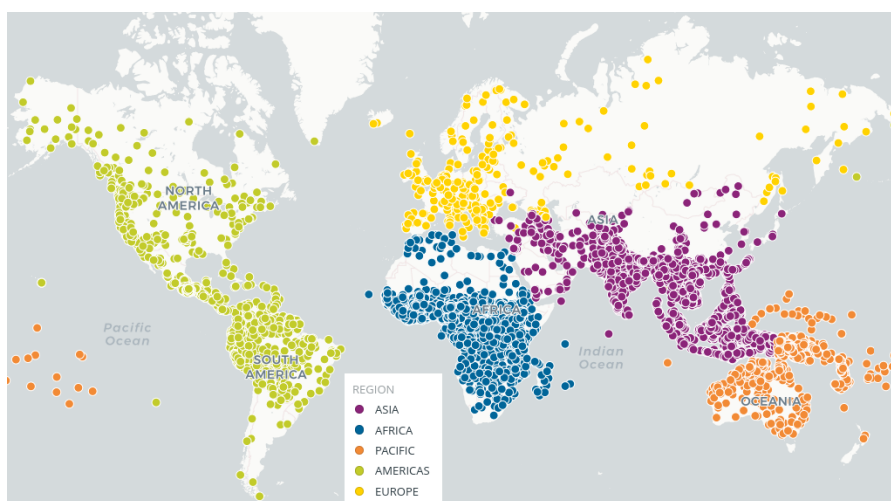 NORTH
AMERICA
ASIA
Pacific
Ocean
AFRICA
Indian
Ocean
SOUTH
AMERICA
OCEANIA
REGION
ASIA
AFRICA
PACIFIC
AMERICAS
EUROPE